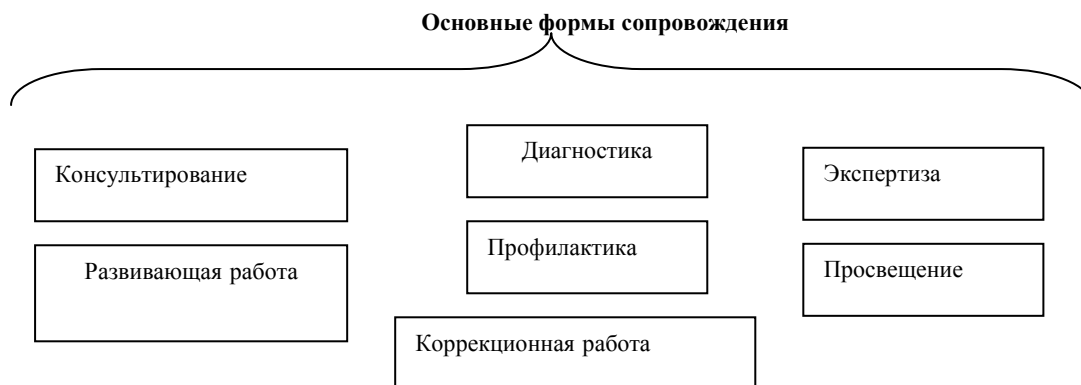 Основные формы сопровождения
Консультирование
Диагностика
Экспертиза
Развивающая работа
Профилактика
Просвещение
Коррекционная работа